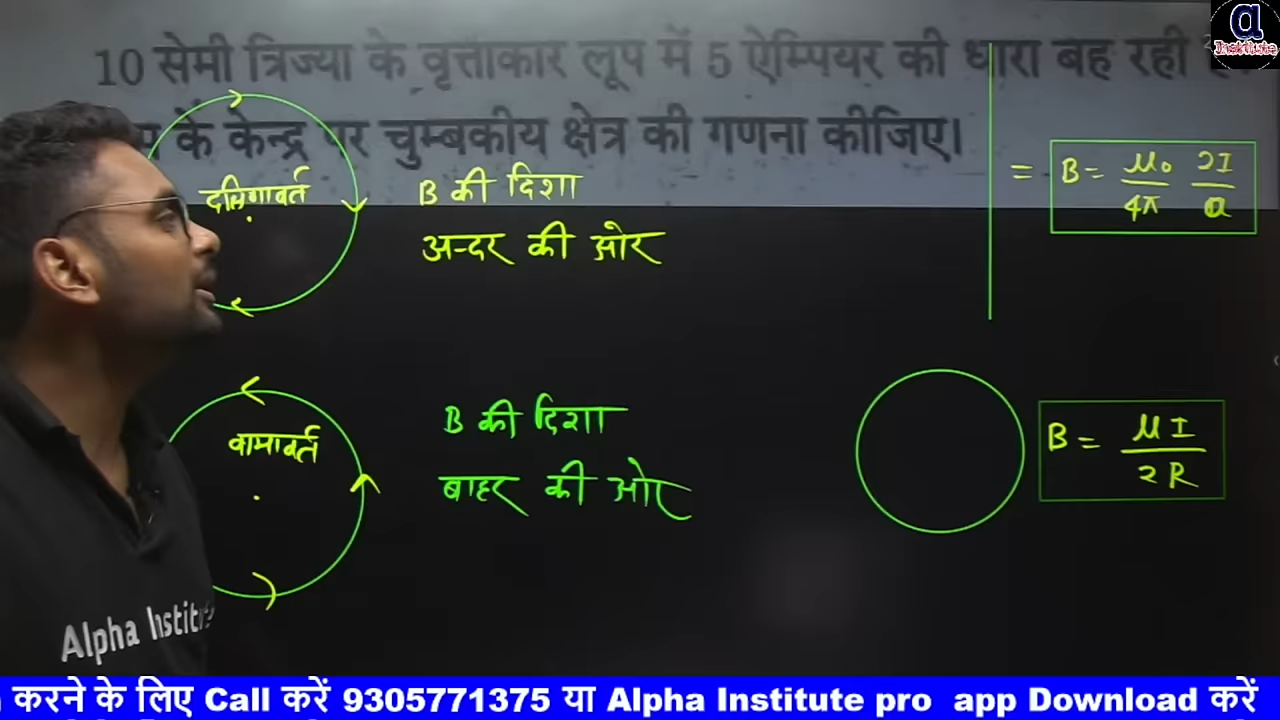 α
Institute
10 सेमी त्रिज्या के वृत्ताकार लूप में 5 ऐम्पियर की धारा बह रही
के केन्द्र पर चुम्बकीय क्षेत्र की गणना कीजिए।
दक्षिणावर्त
B की दिशा
अन्दर की ओर
= B = μ₀/4π 2I/a
वामावर्त
B की दिशा
बाहर की ओर
B = μI/2R
Alpha Institute
करने के लिए Call करें 9305771375 या Alpha Institute pro app Download करें